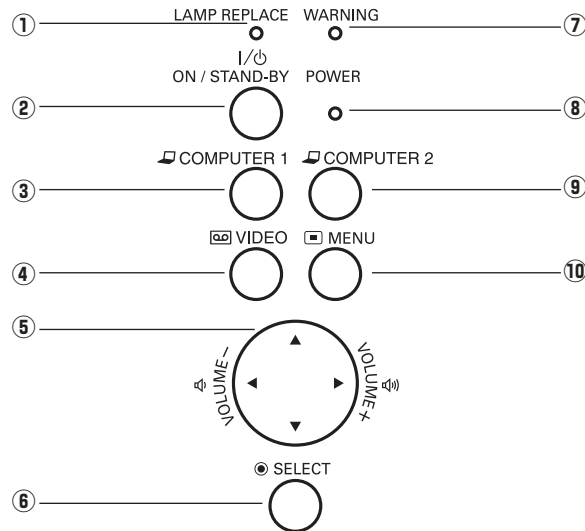 ① LAMP REPLACE WARNING ⑦
I/⏻
② ON / STAND-BY POWER ⑧
③ COMPUTER 1 COMPUTER 2 ⑨
④ VIDEO MENU ⑩
⑤ VOLUME－ VOLUME＋
⑥ SELECT